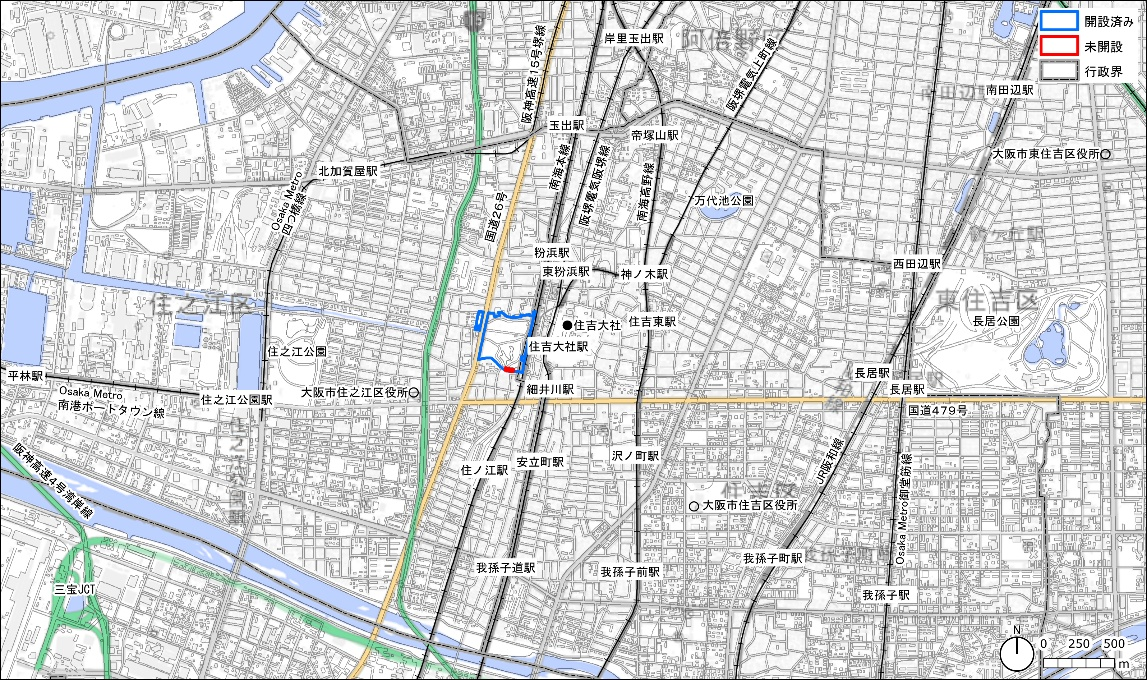 開設済み
未開設
行政界
岸里玉出駅
阿倍野
阪神高速15号堺線
阪堺電気上町線
南田辺駅
玉出駅
帝塚山駅
大阪市東住吉区役所
北加賀屋駅
南海本線
阪堺電気阪堺線
南海高野線
Osaka Metro
四つ橋線
国道26号
万代池公園
粉浜駅
東粉浜駅
神ノ木駅
西田辺駅
住之江区
東住吉区
住吉大社
住吉東駅
長居公園
住吉大社駅
住之江公園
平林駅
Osaka Metro
南港ポートタウン線
住之江公園駅
大阪市住之江区役所
細井川駅
長居駅
長居駅
国道479号
阪神高速4号湾岸線
住ノ江駅
安立町駅
沢ノ町駅
JR阪和線
Osaka Metro御堂筋線
住吉区
大阪市住吉区役所
我孫子道駅
我孫子前駅
我孫子町駅
我孫子駅
三宝JCT
N
0 250 500
m